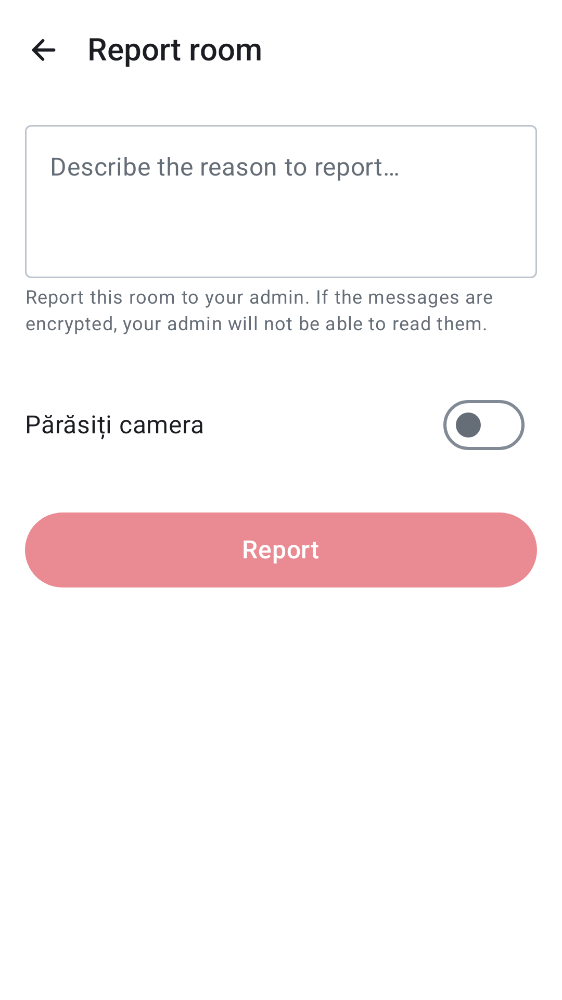 Report room
Describe the reason to report…
Report this room to your admin. If the messages are
encrypted, your admin will not be able to read them.
Părăsiți camera
Report